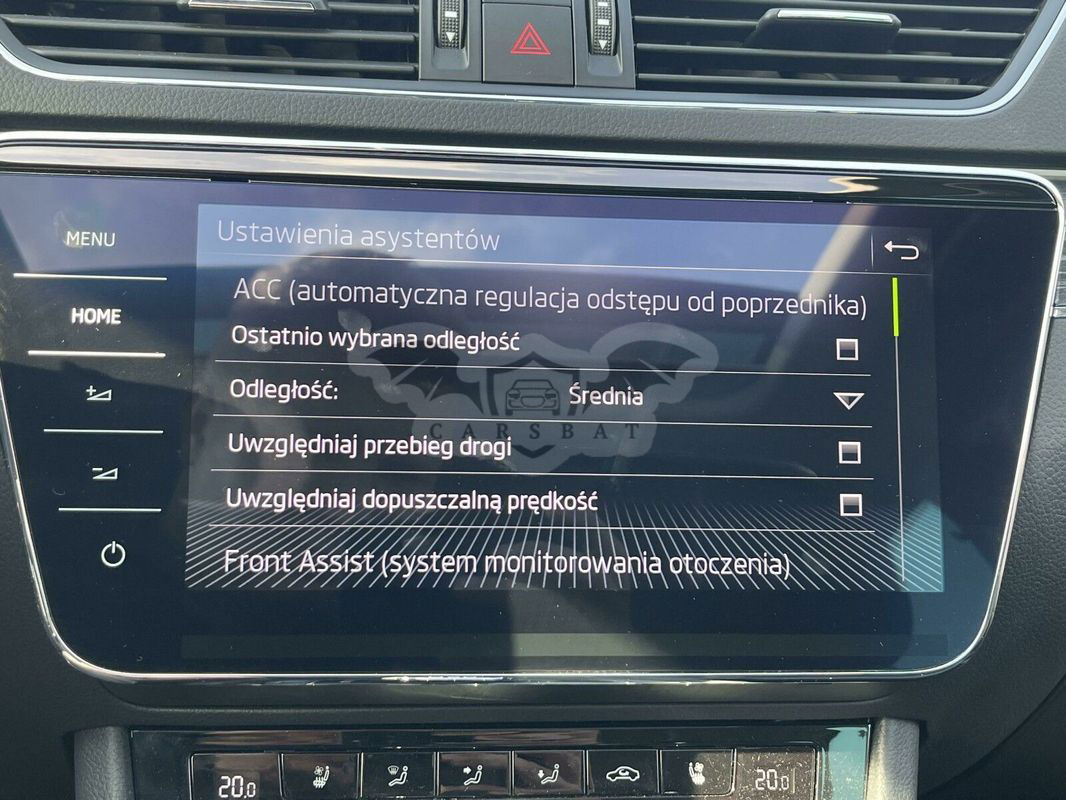 MENU
HOME
Ustawienia asystentów
ACC (automatyczna regulacja odstępu od poprzednika)
Ostatnio wybrana odległość
Odległość: Średnia
CARSBAT
Uwzględniaj przebieg drogi
Uwzględniaj dopuszczalną prędkość
Front Assist (system monitorowania otoczenia)
20.0
20.0